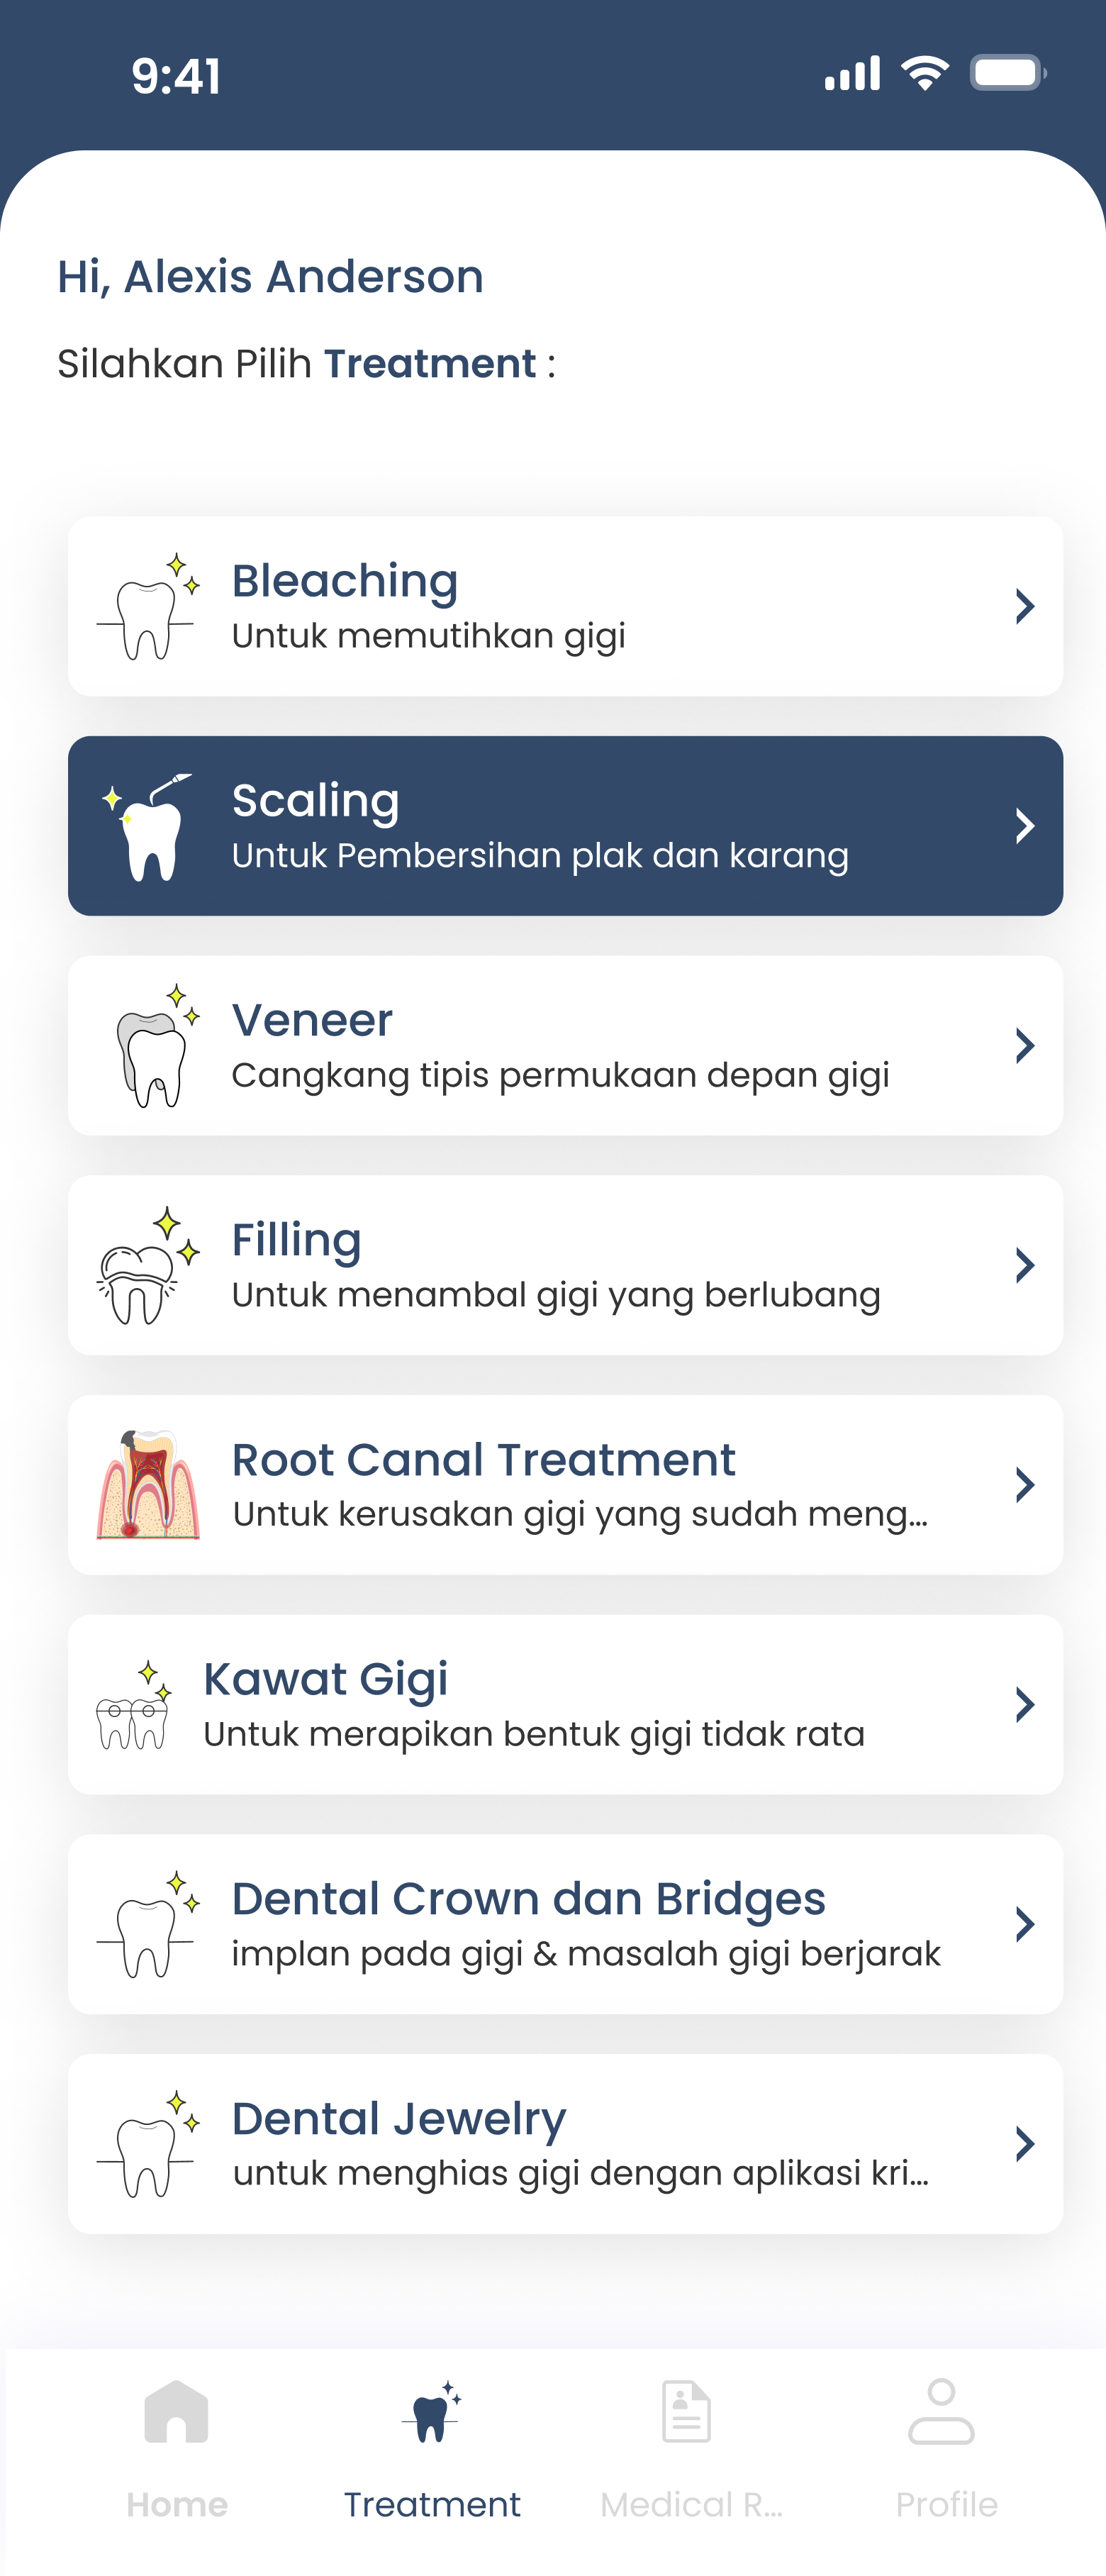 9:41
Hi, Alexis Anderson
Silahkan Pilih Treatment :
Bleaching
Untuk memutihkan gigi
Scaling
Untuk Pembersihan plak dan karang
Veneer
Cangkang tipis permukaan depan gigi
Filling
Untuk menambal gigi yang berlubang
Root Canal Treatment
Untuk kerusakan gigi yang sudah meng...
Kawat Gigi
Untuk merapikan bentuk gigi tidak rata
Dental Crown dan Bridges
implan pada gigi & masalah gigi berjarak
Dental Jewelry
untuk menghias gigi dengan aplikasi kri...
Home Treatment Medical R... Profile